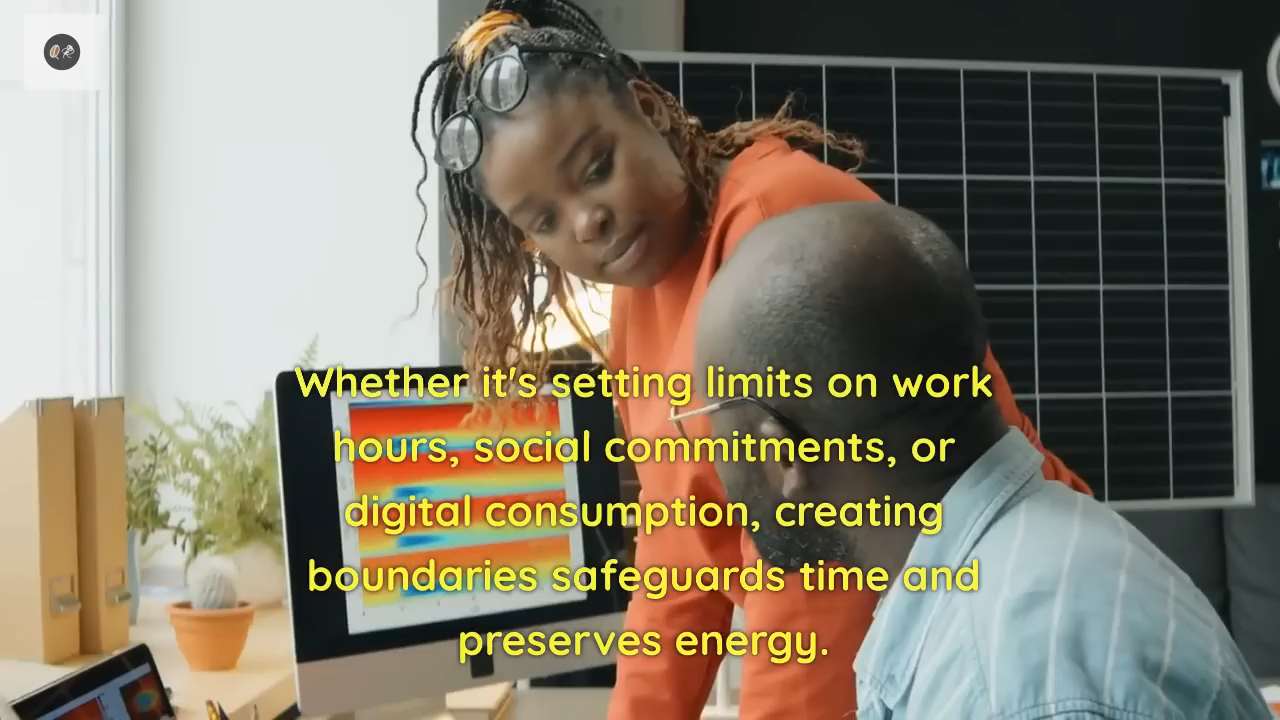 Whether it's setting limits on work
hours, social commitments, or
digital consumption, creating
boundaries safeguards time and
preserves energy.